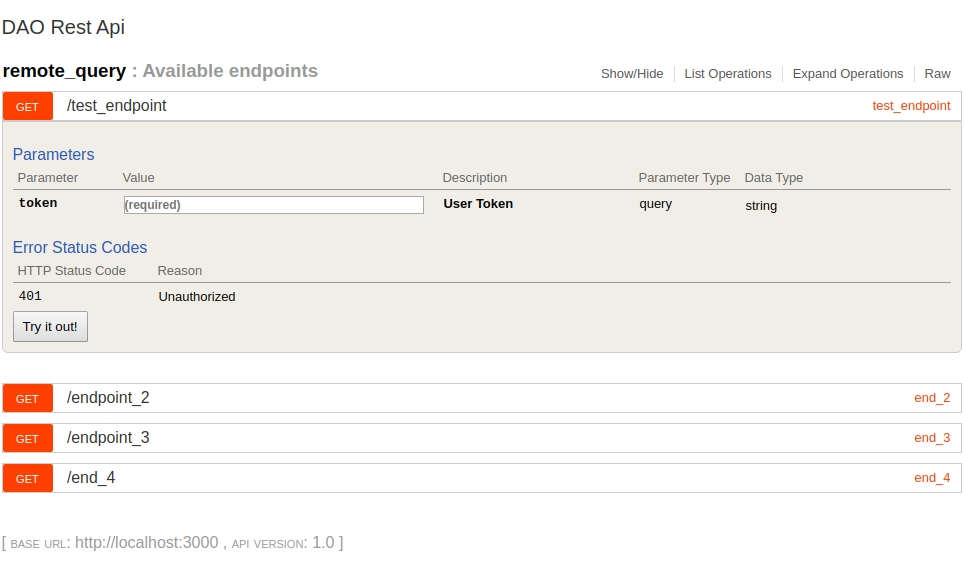 DAO Rest Api
remote_query : Available endpoints Show/Hide List Operations Expand Operations Raw
GET /test_endpoint test_endpoint
Parameters
Parameter Value Description Parameter Type Data Type
token (required) User Token query string
Error Status Codes
HTTP Status Code Reason
401 Unauthorized
Try it out!
GET /endpoint_2 end_2
GET /endpoint_3 end_3
GET /end_4 end_4
[ BASE URL: http://localhost:3000 , API VERSION: 1.0 ]